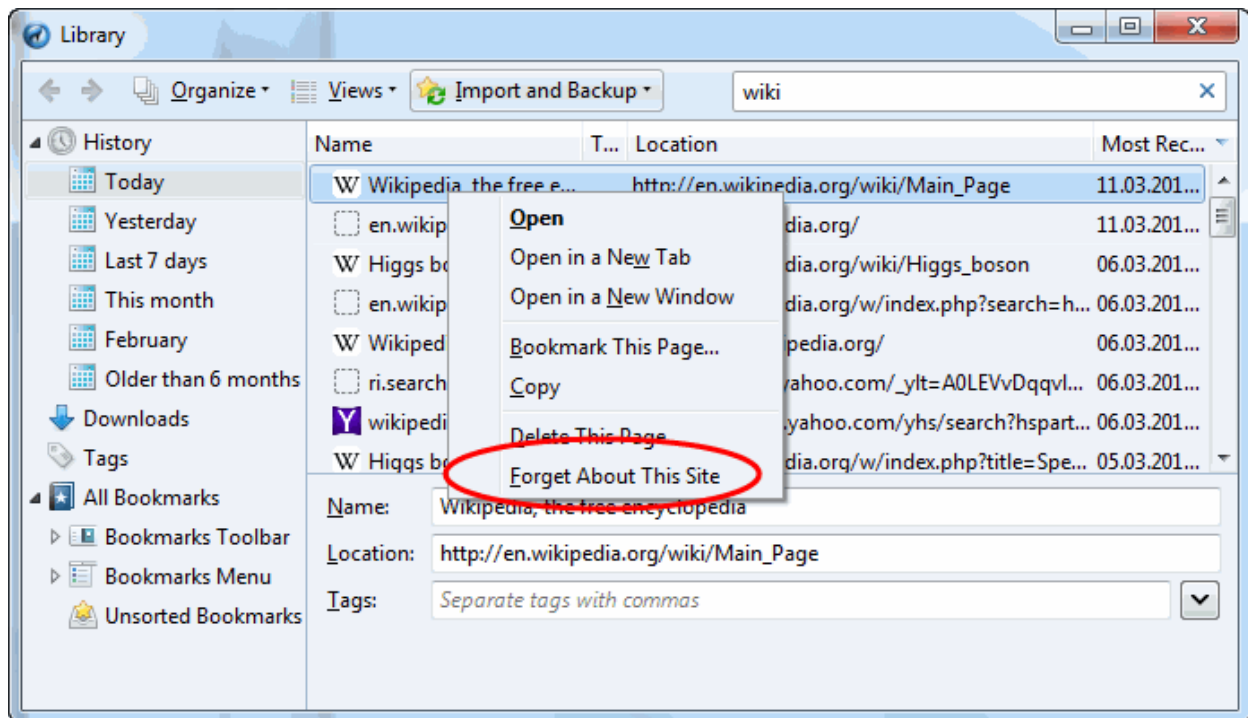 Library
Organize Views Import and Backup wiki
History
Today
Yesterday
Last 7 days
This month
February
Older than 6 months
Downloads
Tags
All Bookmarks
Bookmarks Toolbar
Bookmarks Menu
Unsorted Bookmarks
Name T... Location Most Rec...
W Wikipedia, the free e... http://en.wikipedia.org/wiki/Main_Page 11.03.201...
en.wikip dia.org/ 11.03.201...
W Higgs bo dia.org/wiki/Higgs_boson 06.03.201...
en.wikip dia.org/w/index.php?search=h... 06.03.201...
W Wikiped pedia.org/ 06.03.201...
ri.search yahoo.com/_ylt=A0LEVvDqqvl... 06.03.201...
Y wikipedi .yahoo.com/yhs/search?hspart... 06.03.201...
W Higgs bo dia.org/w/index.php?title=Spe... 05.03.201...
Open
Open in a New Tab
Open in a New Window
Bookmark This Page...
Copy
Delete This Page
Forget About This Site
Name: Wikipedia, the free encyclopedia
Location: http://en.wikipedia.org/wiki/Main_Page
Tags: Separate tags with commas